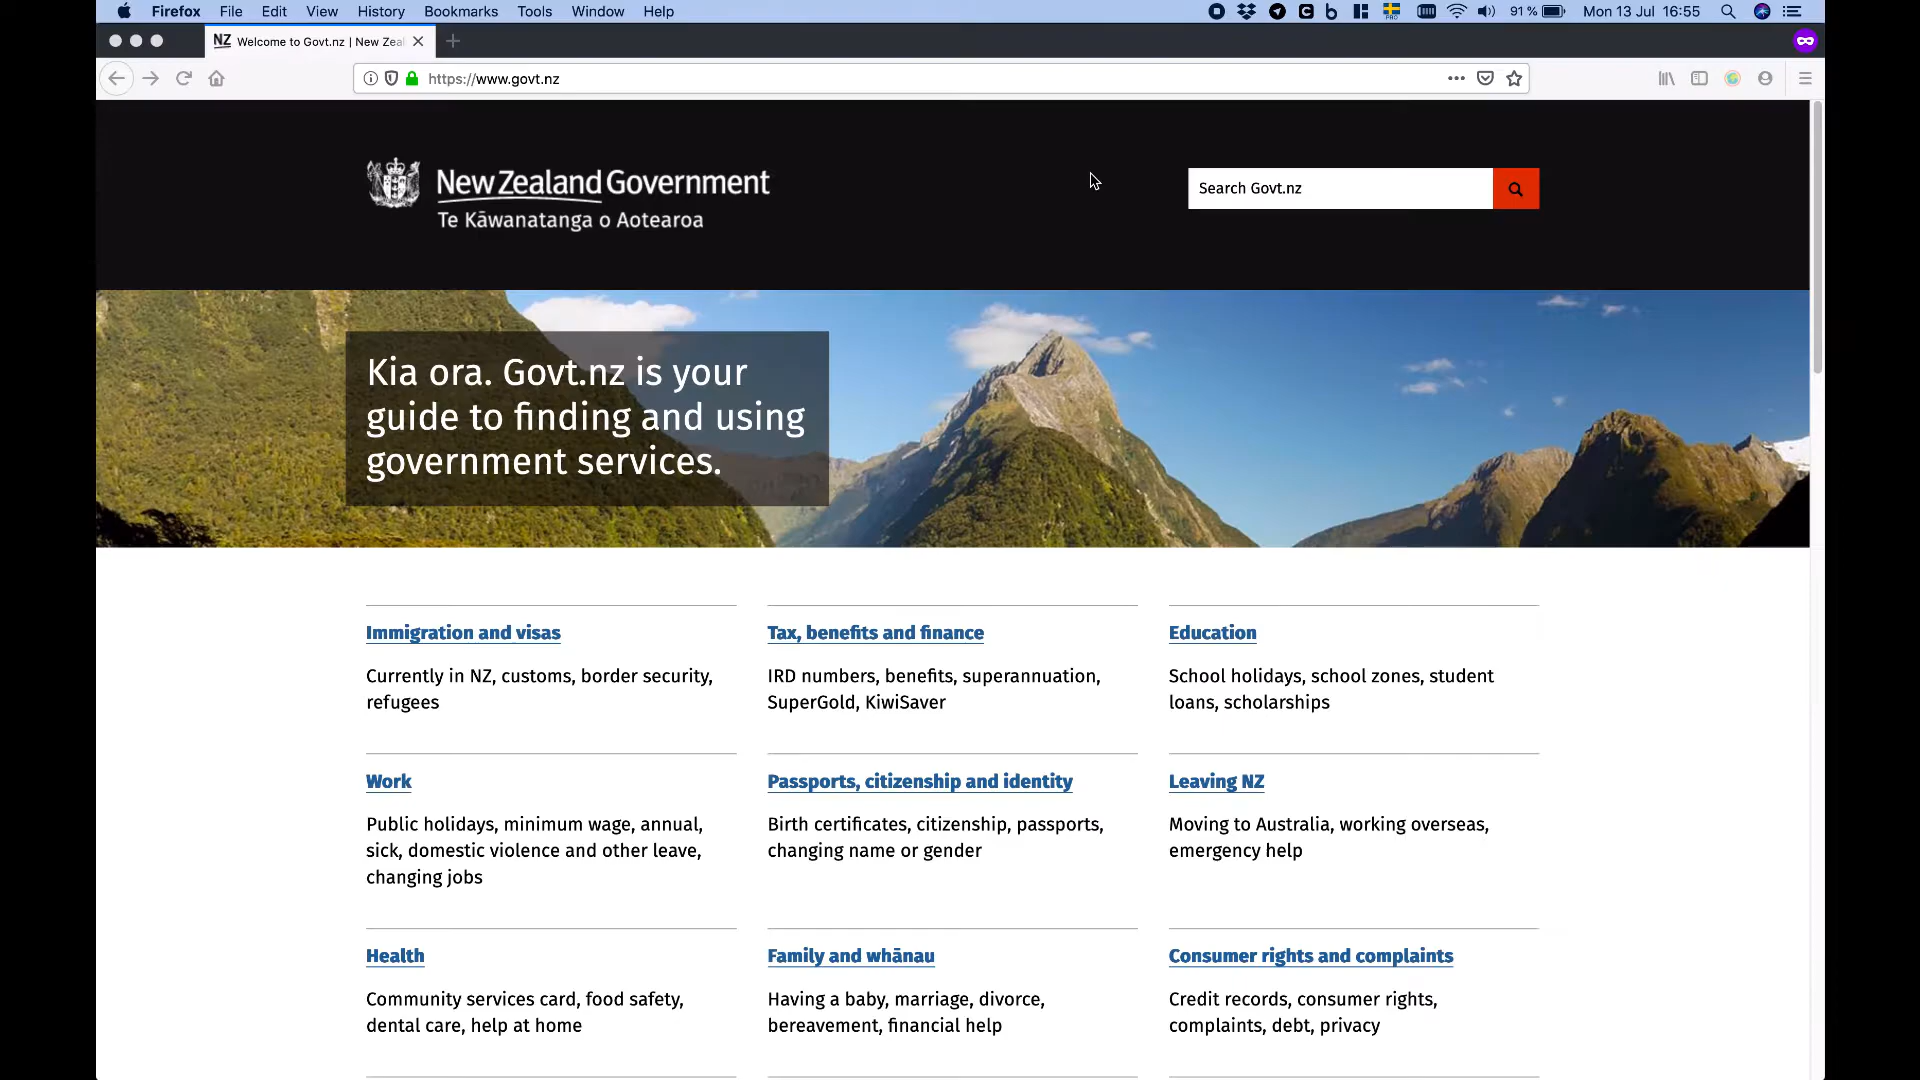 Firefox File Edit View History Bookmarks Tools Window Help
91 % Mon 13 Jul 16:55
NZ Welcome to Govt.nz | New Zea
https://www.govt.nz
New Zealand Government
Te Kāwanatanga o Aotearoa
Search Govt.nz
Kia ora. Govt.nz is your
guide to finding and using
government services.
Immigration and visas
Currently in NZ, customs, border security,
refugees
Tax, benefits and finance
IRD numbers, benefits, superannuation,
SuperGold, KiwiSaver
Education
School holidays, school zones, student
loans, scholarships
Work
Public holidays, minimum wage, annual,
sick, domestic violence and other leave,
changing jobs
Passports, citizenship and identity
Birth certificates, citizenship, passports,
changing name or gender
Leaving NZ
Moving to Australia, working overseas,
emergency help
Health
Community services card, food safety,
dental care, help at home
Family and whānau
Having a baby, marriage, divorce,
bereavement, financial help
Consumer rights and complaints
Credit records, consumer rights,
complaints, debt, privacy